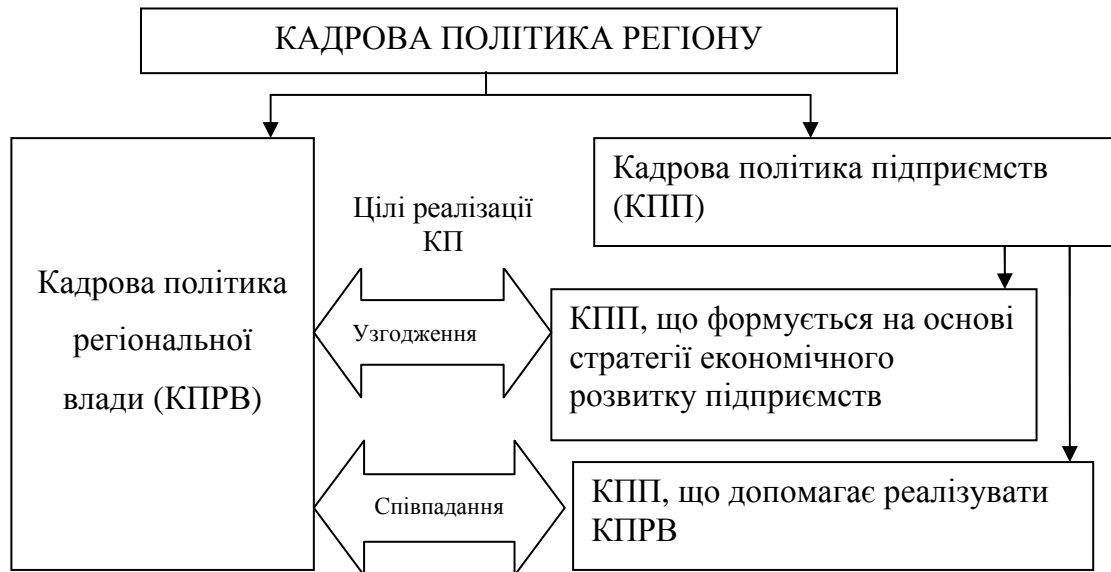 КАДРОВА ПОЛІТИКА РЕГІОНУ
Кадрова політика підприємств
(КПП)
Цілі реалізації
КП
Кадрова політика
регіональної
влади (КПРВ)
Узгодження
КПП, що формується на основі
стратегії економічного
розвитку підприємств
Співпадання
КПП, що допомагає реалізувати
КПРВ